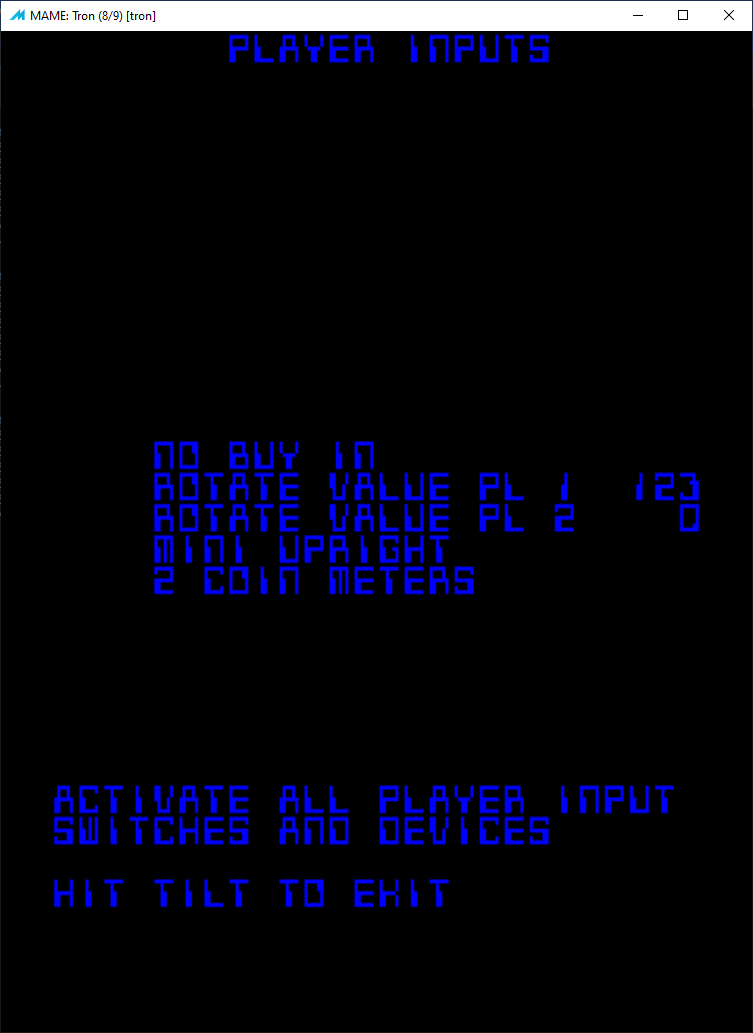 MAME: Tron (8/9) [tron]
PLAYER INPUTS
NO BUY IN
ROTATE VALUE PL 1 123
ROTATE VALUE PL 2 0
MINI UPRIGHT
2 COIN METERS
ACTIVATE ALL PLAYER INPUT
SWITCHES AND DEVICES
HIT TILT TO EXIT